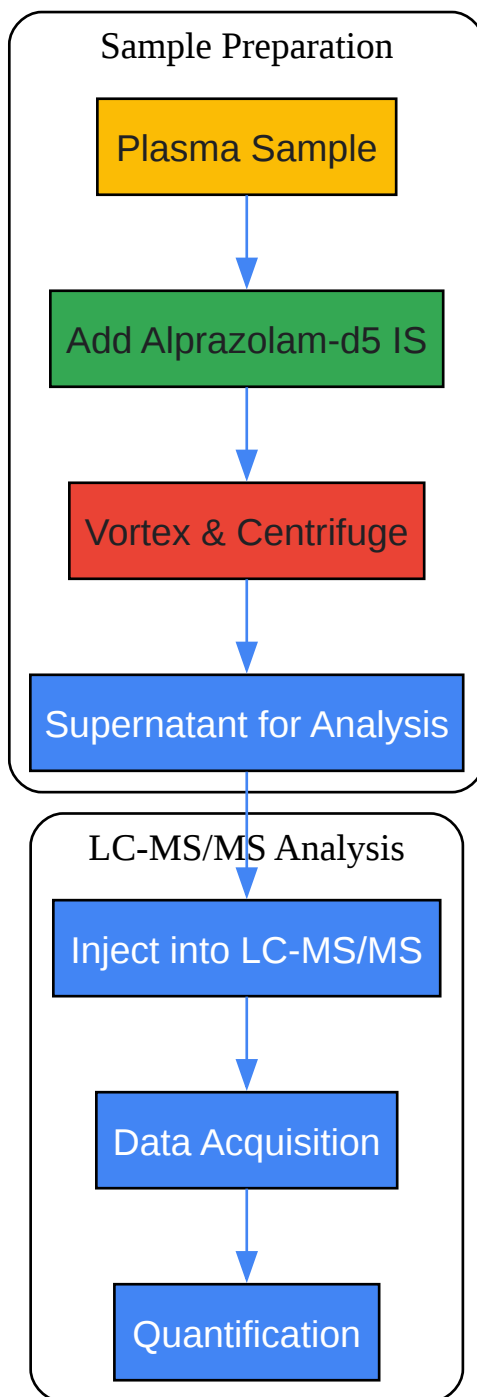 Sample Preparation
Plasma Sample
Add Alprazolam-d5 IS
Vortex & Centrifuge
Supernatant for Analysis
LC-MS/MS Analysis
Inject into LC-MS/MS
Data Acquisition
Quantification